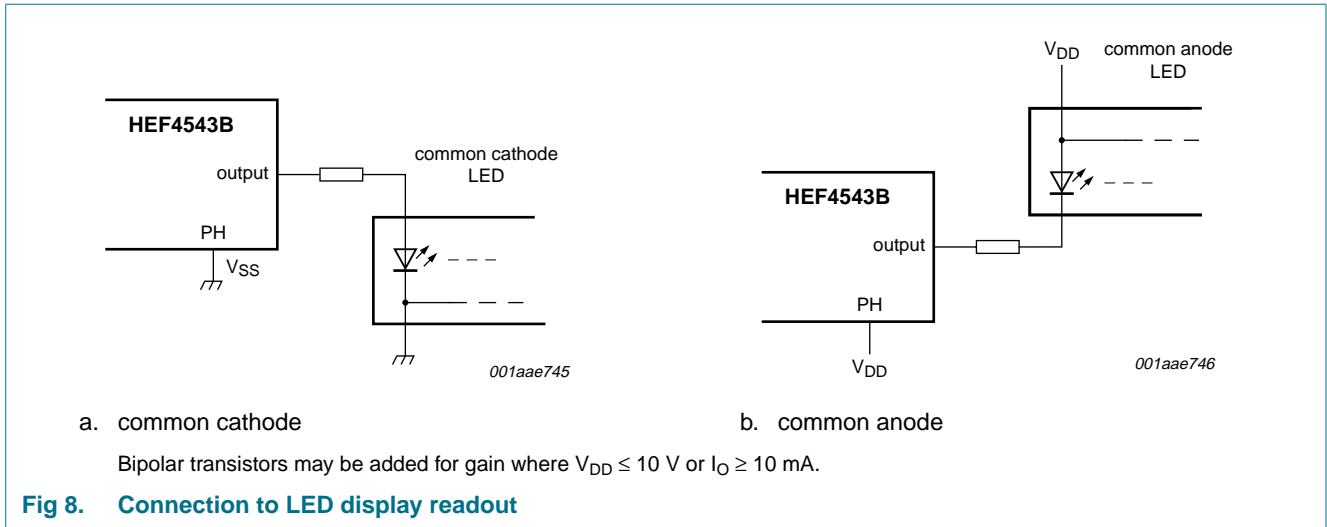 HEF4543B
output
PH
VSS
common cathode
LED
001aae745
VDD
common anode
LED
HEF4543B
output
PH
VDD
001aae746
a. common cathode
b. common anode
Bipolar transistors may be added for gain where VDD ≤ 10 V or IO ≥ 10 mA.
Fig 8. Connection to LED display readout